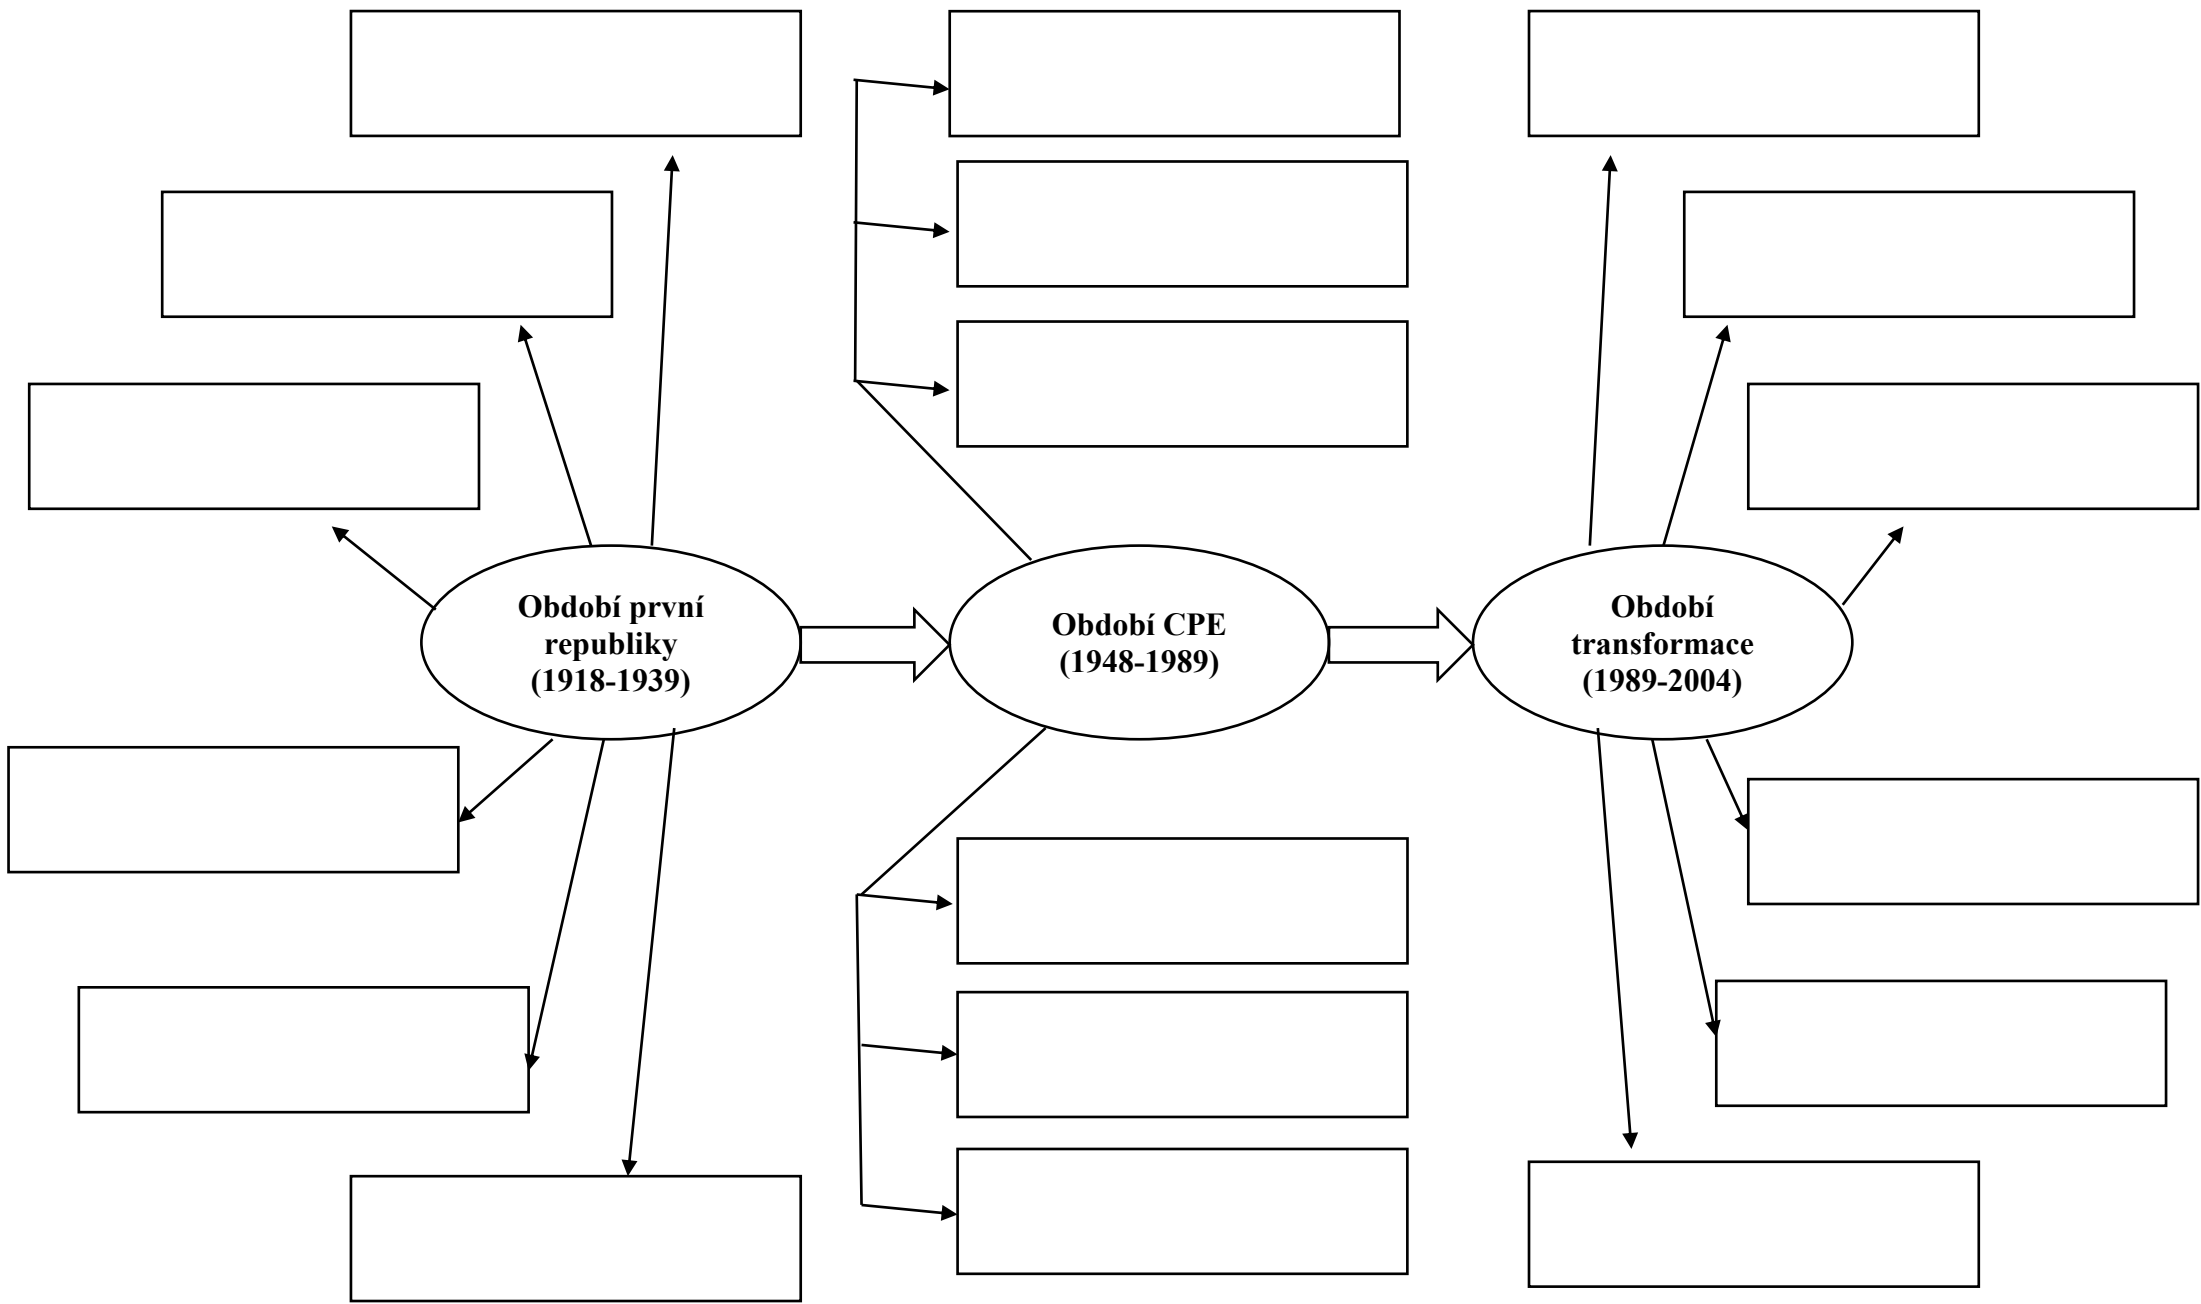 Období první
republiky
(1918-1939)
Období CPE
(1948-1989)
Období
transformace
(1989-2004)